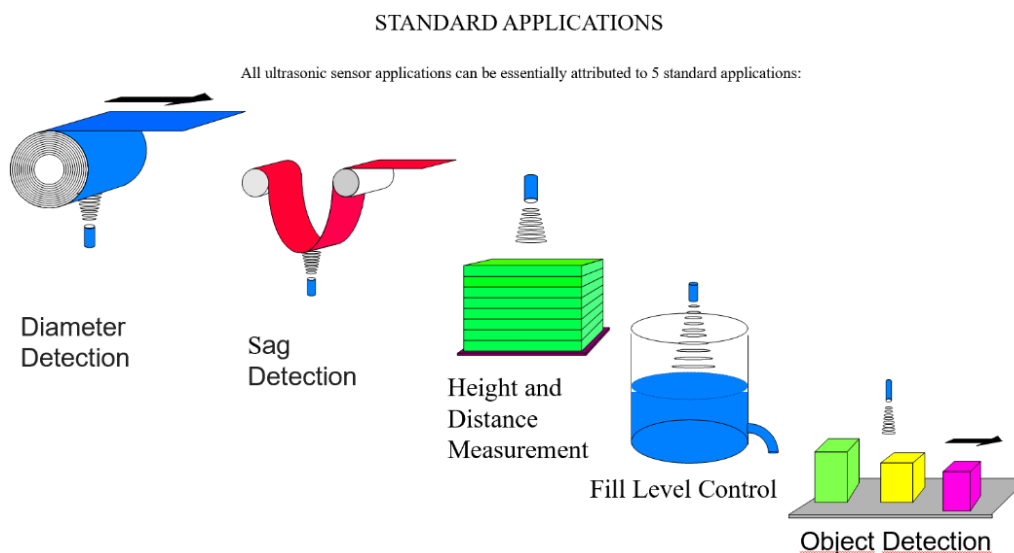 STANDARD APPLICATIONS
All ultrasonic sensor applications can be essentially attributed to 5 standard applications:
Diameter
Detection
Sag
Detection
Height and
Distance
Measurement
Fill Level Control
Object Detection